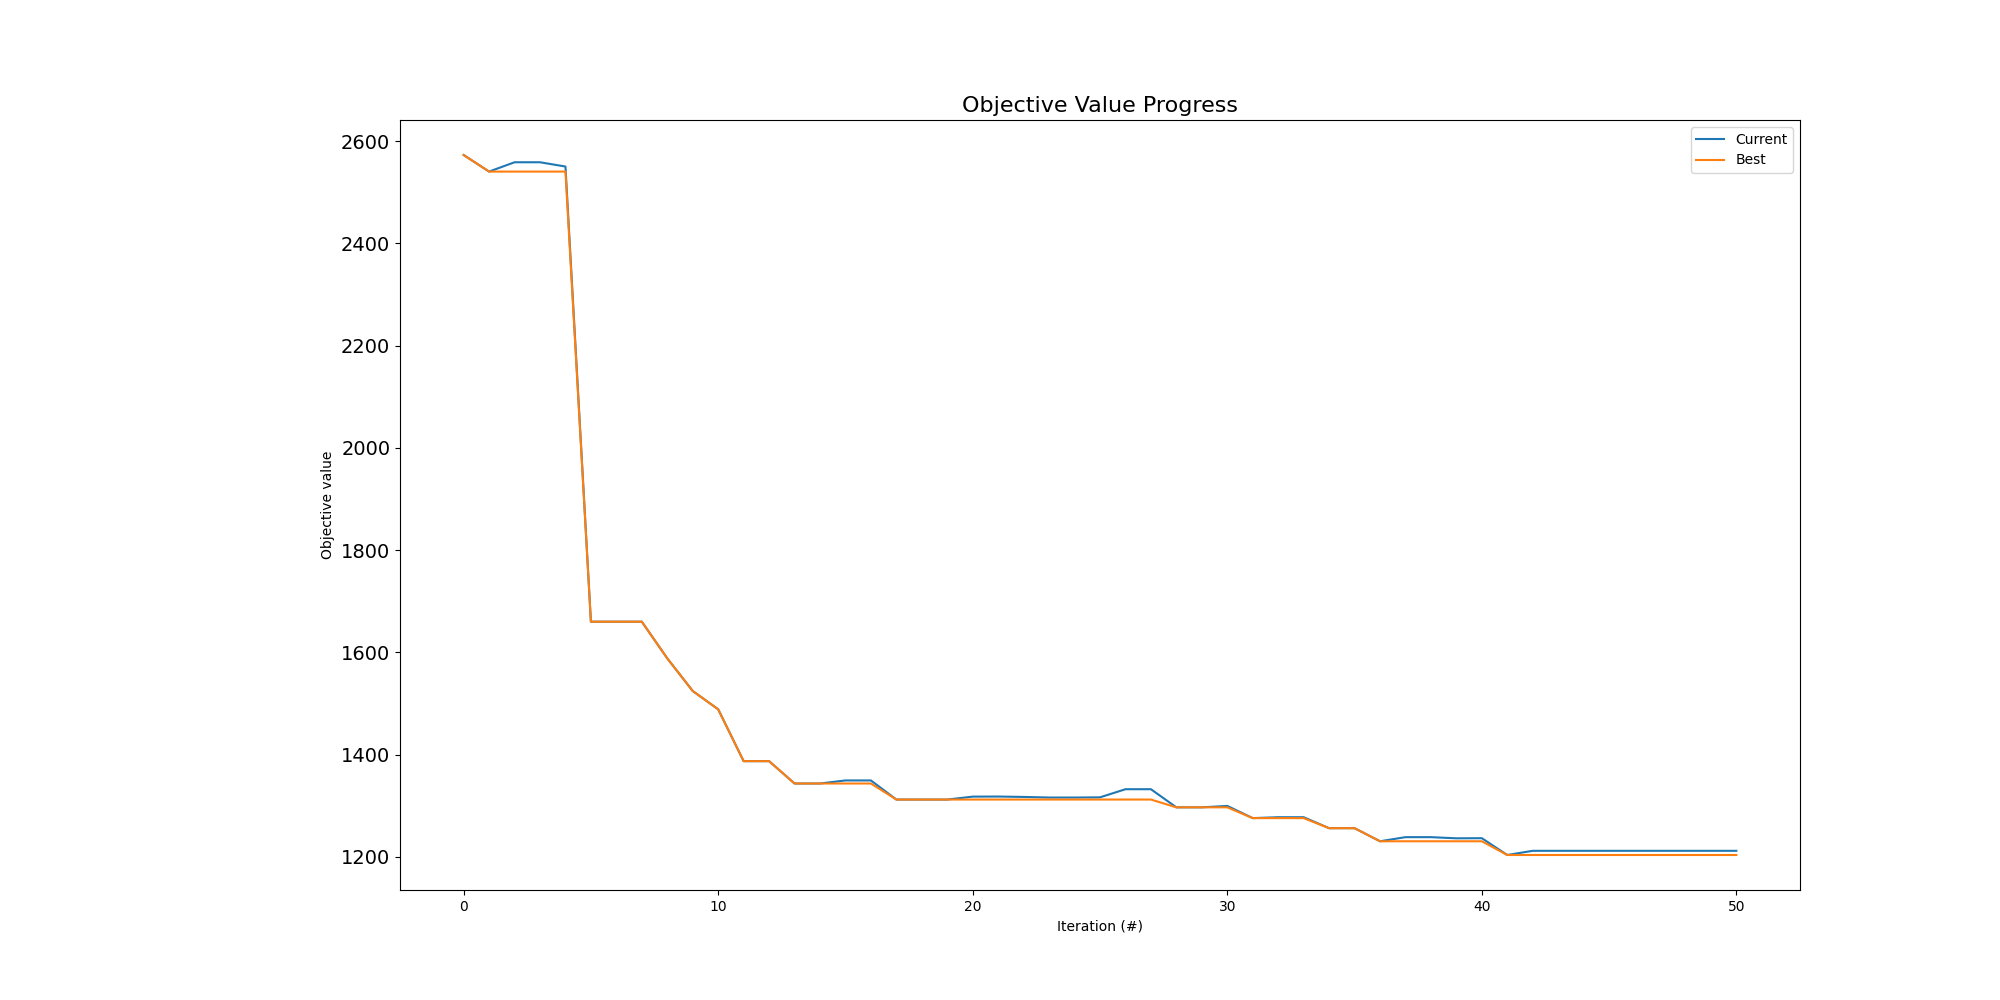 Objective Value Progress
Current
Best
2600
2400
2200
2000
1800
1600
1400
1200
Objective value
0 10 20 30 40 50
Iteration (#)